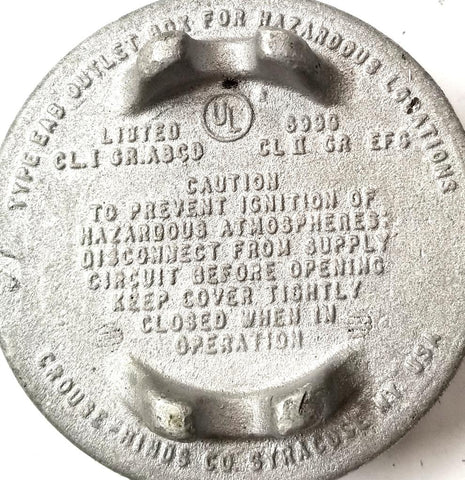 TYPE EAB OUTLET BOX FOR HAZARDOUS LOCATIONS
UL
LISTED
CL.I GR.ABCD CL II GR EFG
CAUTION
TO PREVENT IGNITION OF
HAZARDOUS ATMOSPHERES:
DISCONNECT FROM SUPPLY
CIRCUIT BEFORE OPENING
KEEP COVER TIGHTLY
CLOSED WHEN IN
OPERATION
CROUSE-HINDS CO. SYRACUSE NY. USA